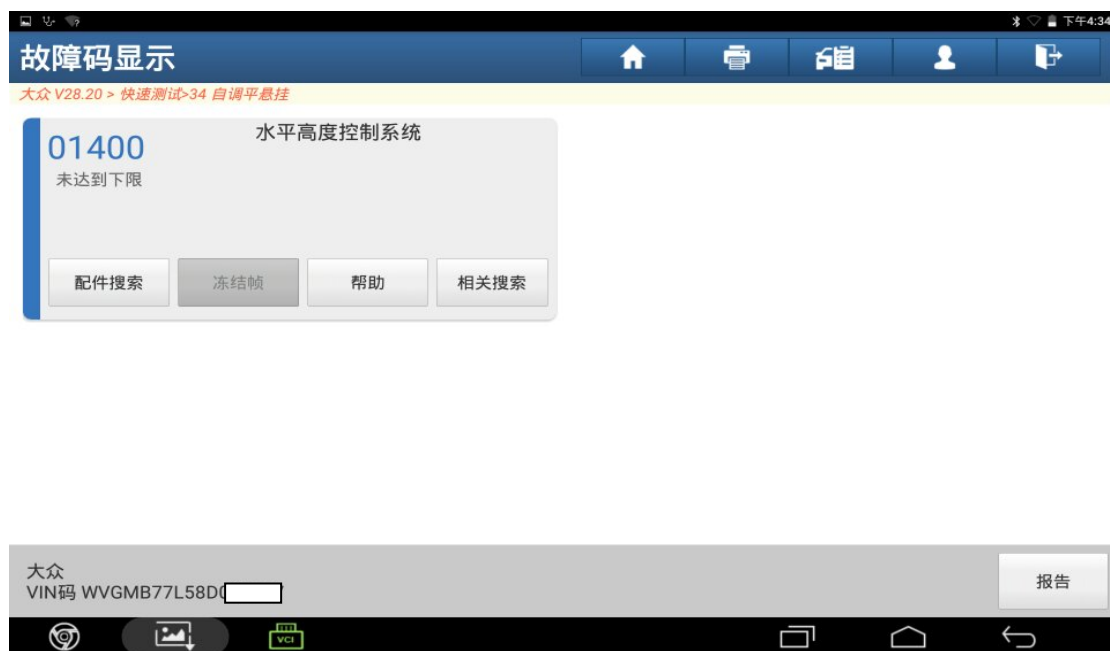 下午4:34
故障码显示
大众 V28.20 > 快速测试>34 自调平悬挂
01400
水平高度控制系统
未达到下限
配件搜索
冻结帧
帮助
相关搜索
大众
VIN码 WVGMB77L58D
报告
VCI